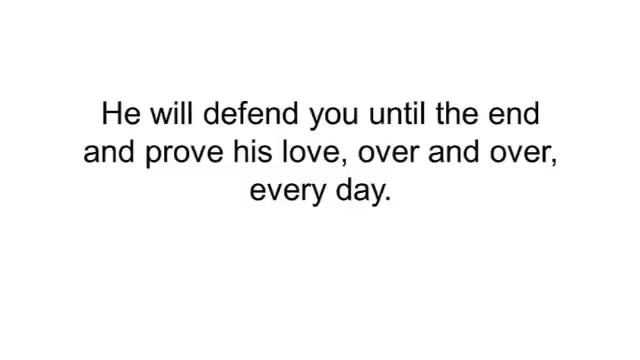 He will defend you until the end
and prove his love, over and over,
every day.